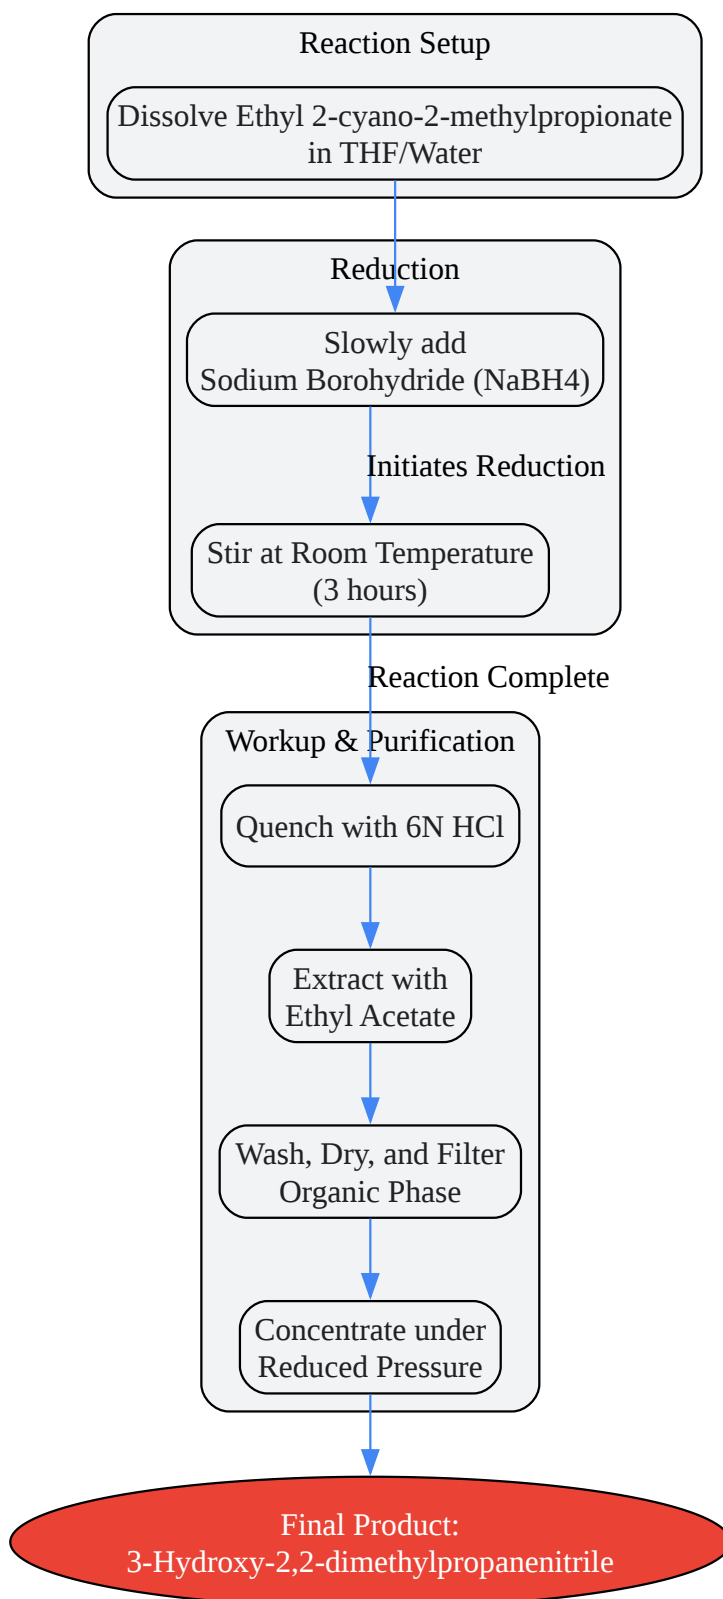 Reaction Setup
Dissolve Ethyl 2-cyano-2-methylpropionate
in THF/Water
Reduction
Slowly add
Sodium Borohydride (NaBH4)
Initiates Reduction
Stir at Room Temperature
(3 hours)
Reaction Complete
Workup & Purification
Quench with 6N HCl
Extract with
Ethyl Acetate
Wash, Dry, and Filter
Organic Phase
Concentrate under
Reduced Pressure
Final Product:
3-Hydroxy-2,2-dimethylpropanenitrile